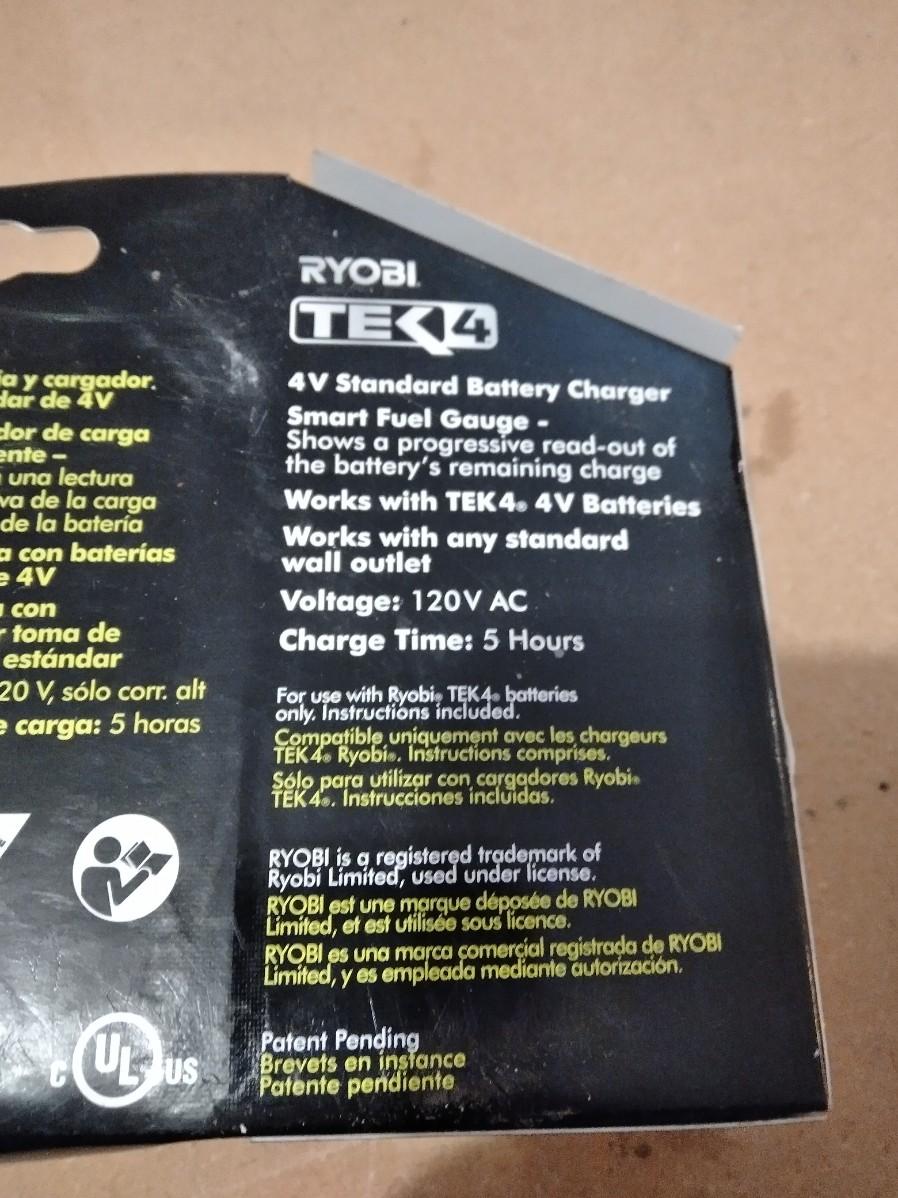 ía y cargador.
dar de 4V
dor de carga
ente –
una lectura
va de la carga
de la batería
a con baterías
e 4V
con
r toma de
estándar
20 V, sólo corr. alt
e carga: 5 horas
C UL US
RYOBI
TEK4
4V Standard Battery Charger
Smart Fuel Gauge -
Shows a progressive read-out of
the battery's remaining charge
Works with TEK4® 4V Batteries
Works with any standard
wall outlet
Voltage: 120V AC
Charge Time: 5 Hours
For use with Ryobi® TEK4® batteries
only. Instructions included.
Compatible uniquement avec les chargeurs
TEK4® Ryobi®. Instructions comprises.
Sólo para utilizar con cargadores Ryobi®
TEK4®. Instrucciones incluidas.
RYOBI is a registered trademark of
Ryobi Limited, used under license.
RYOBI est une marque déposée de RYOBI
Limited, et est utilisée sous licence.
RYOBI es una marca comercial registrada de RYOBI
Limited, y es empleada mediante autorización.
Patent Pending
Brevets en instance
Patente pendiente